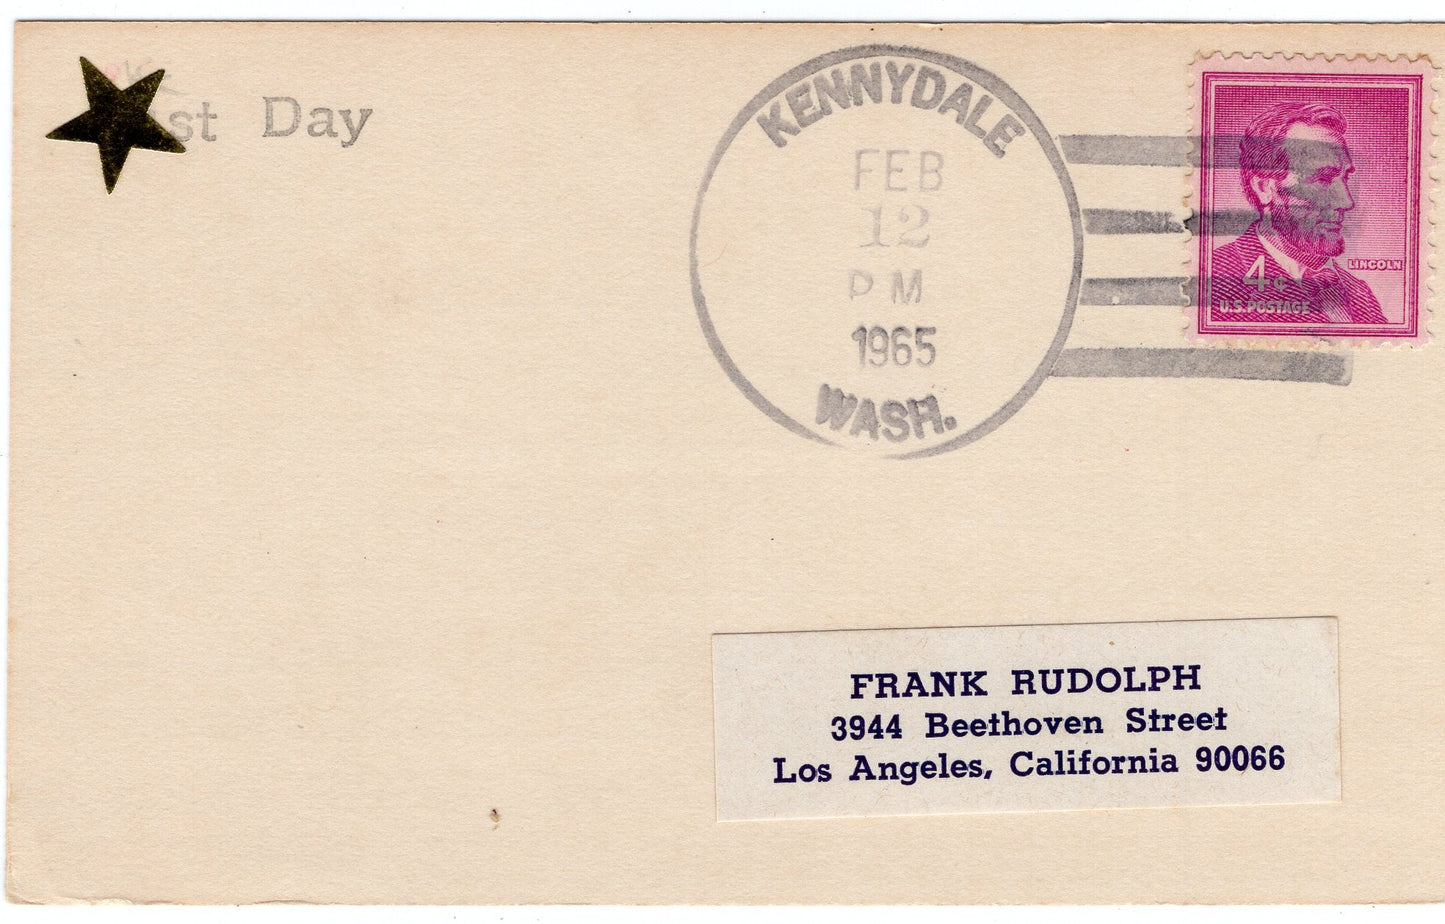 st Day
KENNYDALE
FEB
12
PM
1965
WASH.
LINCOLN
4¢
U.S. POSTAGE
FRANK RUDOLPH
3944 Beethoven Street
Los Angeles, California 90066